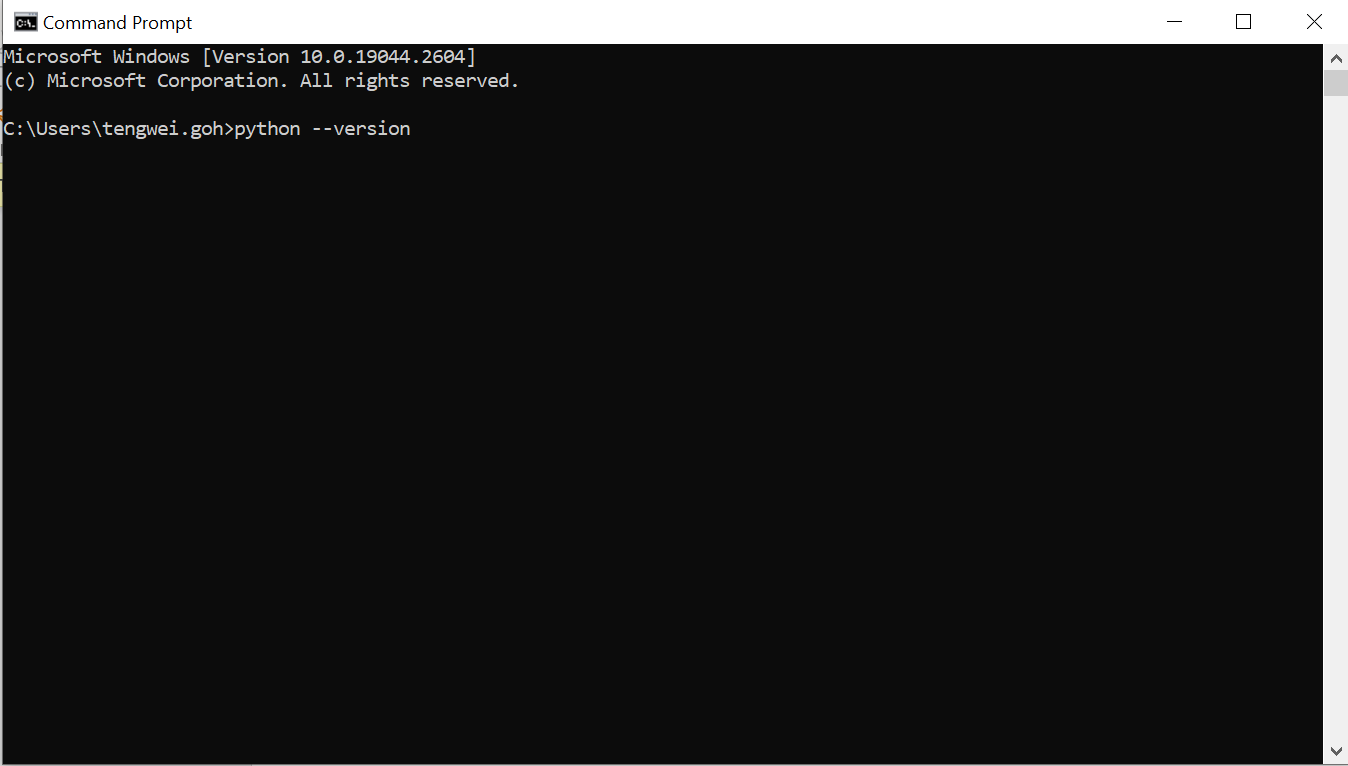 Command Prompt
Microsoft Windows [Version 10.0.19044.2604]
(c) Microsoft Corporation. All rights reserved.
C:\Users\tengwei.goh>python --version